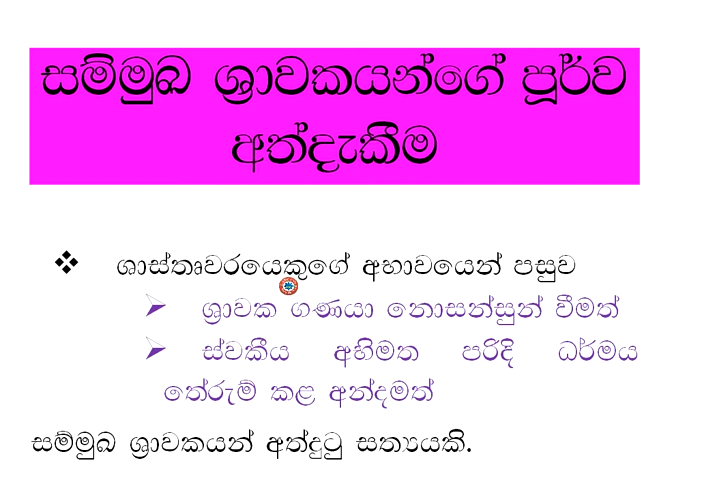 සම්මුඛ ශ්‍රාවකයන්ගේ පූර්ව
අත්දැකීම
❖ ශාස්තෘවරයෙකුගේ අභාවයෙන් පසුව
➢ ශ්‍රාවක ගණයා නොසන්සුන් වීමත්
➢ ස්වකීය අභිමත පරිදි ධර්මය
තේරුම් කළ අන්දමත්
සම්මුඛ ශ්‍රාවකයන් අත්දුටු සත්‍යයකි.